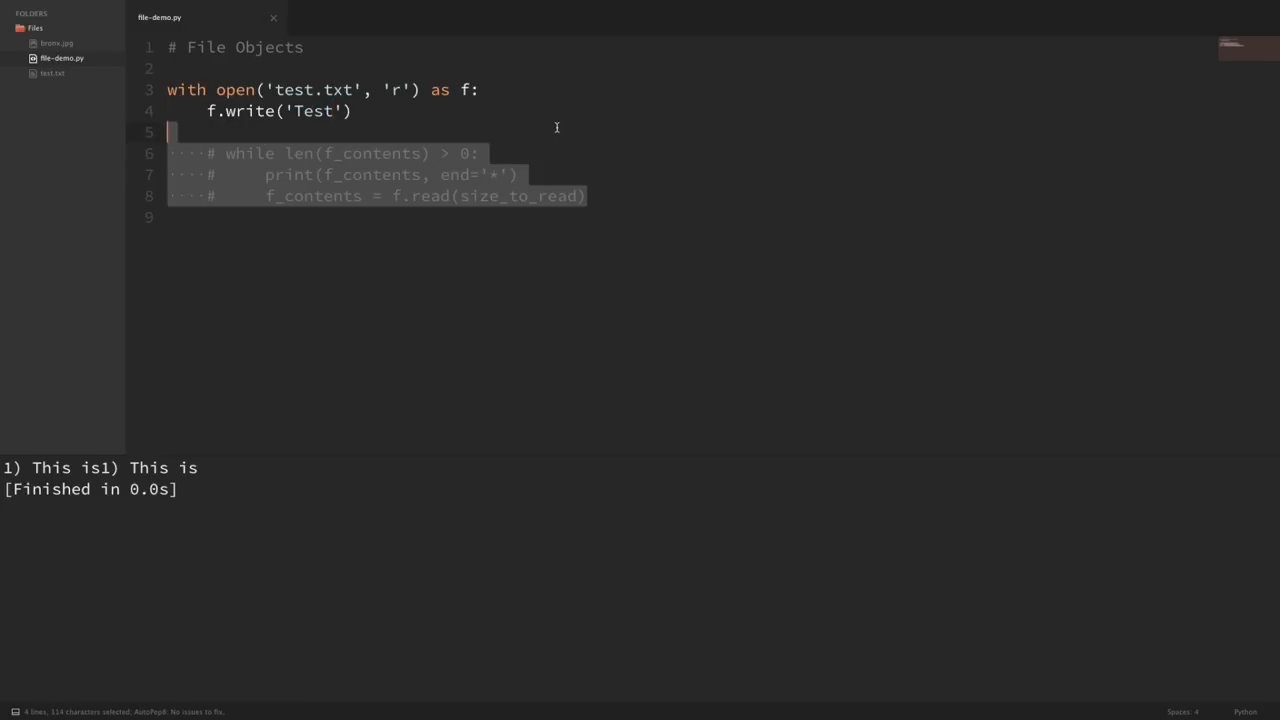 FOLDERS
Files
bronx.jpg
file-demo.py
test.txt
file-demo.py
1 # File Objects
2
3 with open('test.txt', 'r') as f:
4     f.write('Test')
5
6 ····# while len(f_contents) > 0:
7 ····#     print(f_contents, end='*')
8 ····#     f_contents = f.read(size_to_read)
9
1) This is1) This is
[Finished in 0.0s]
4 lines, 114 characters selected; AutoPep8: No issues to fix.
Spaces: 4
Python